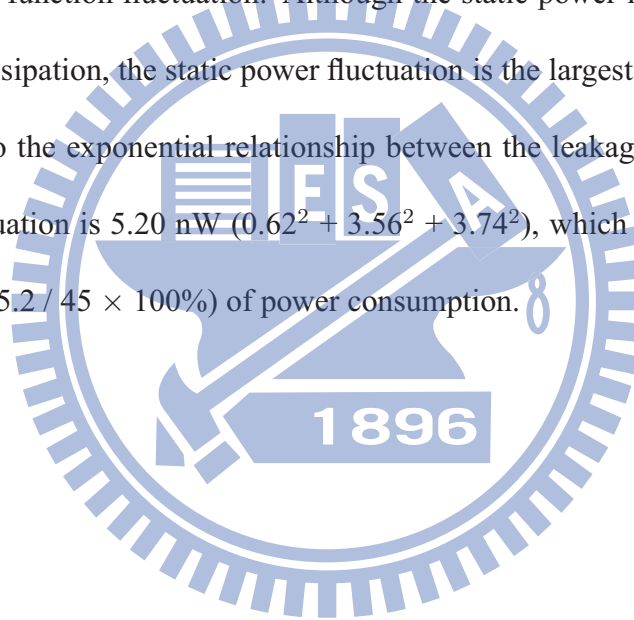 function fluctuation. Although the static power
sipation, the static power fluctuation is the largest
the exponential relationship between the leakag
uation is 5.20 nW (0.62² + 3.56² + 3.74²), which
5.2 / 45 × 100%) of power consumption.
E S A
8
1896